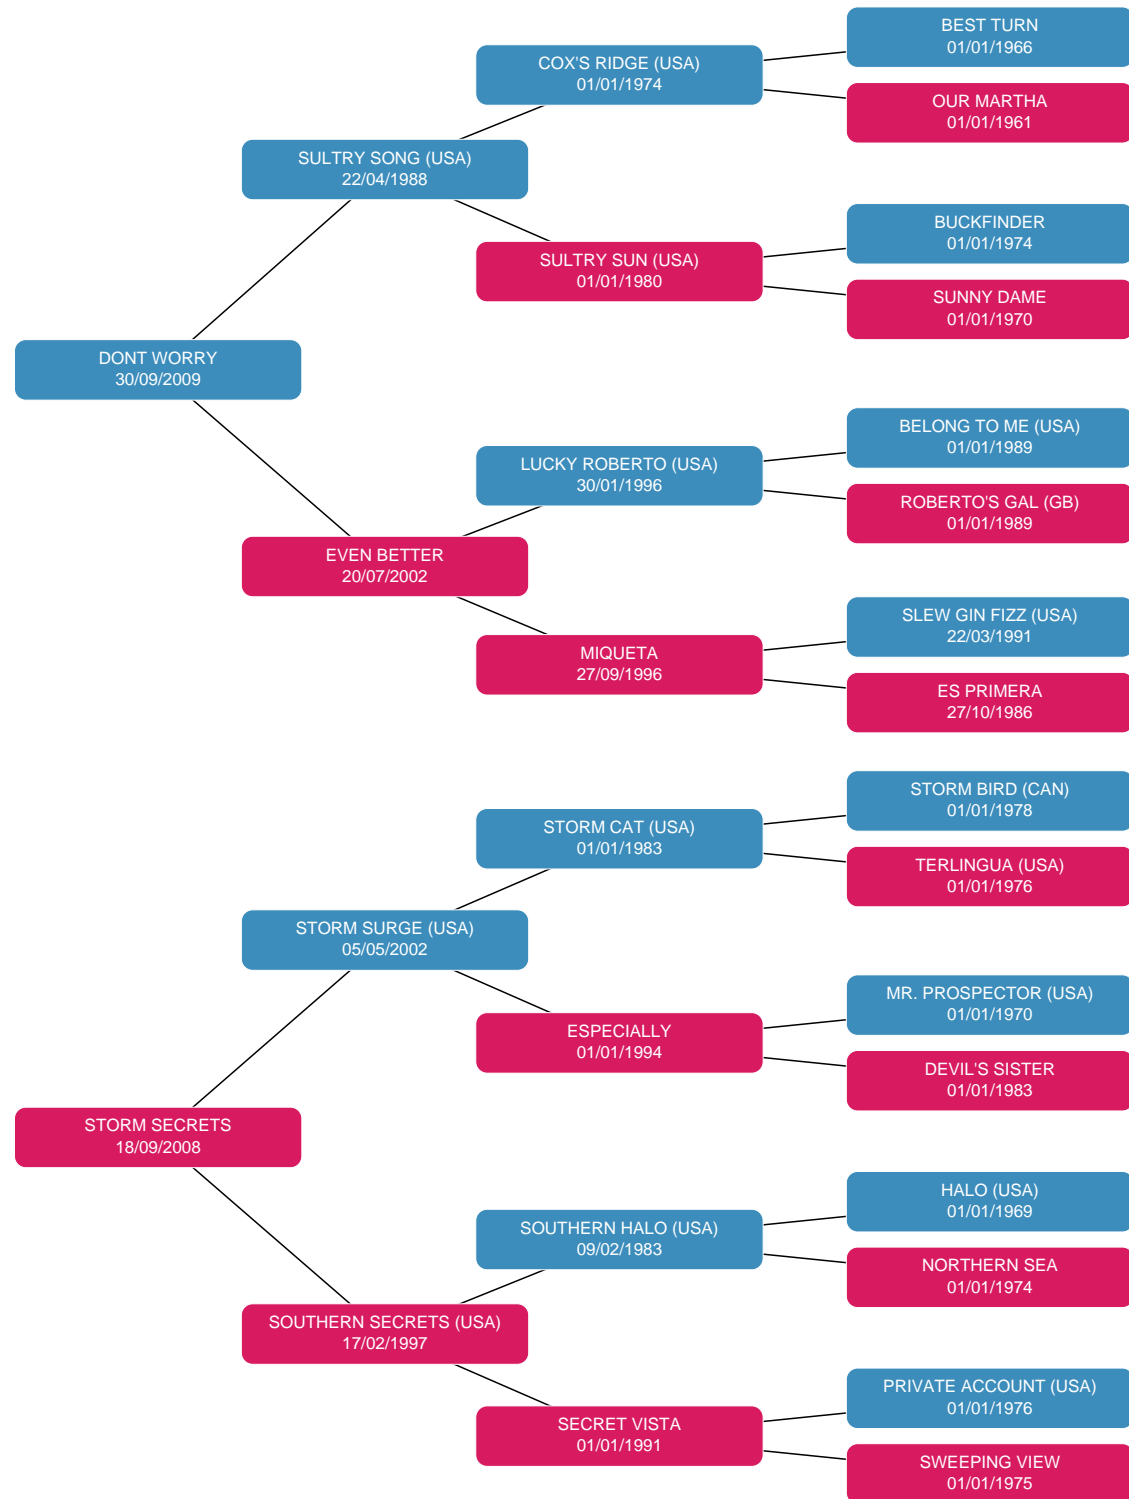 BEST TURN
01/01/1966
COX'S RIDGE (USA)
01/01/1974
OUR MARTHA
01/01/1961
SULTRY SONG (USA)
22/04/1988
BUCKFINDER
01/01/1974
SULTRY SUN (USA)
01/01/1980
SUNNY DAME
01/01/1970
DONT WORRY
30/09/2009
BELONG TO ME (USA)
01/01/1989
LUCKY ROBERTO (USA)
30/01/1996
ROBERTO'S GAL (GB)
01/01/1989
EVEN BETTER
20/07/2002
SLEW GIN FIZZ (USA)
22/03/1991
MIQUETA
27/09/1996
ES PRIMERA
27/10/1986
STORM BIRD (CAN)
01/01/1978
STORM CAT (USA)
01/01/1983
TERLINGUA (USA)
01/01/1976
STORM SURGE (USA)
05/05/2002
MR. PROSPECTOR (USA)
01/01/1970
ESPECIALLY
01/01/1994
DEVIL'S SISTER
01/01/1983
STORM SECRETS
18/09/2008
HALO (USA)
01/01/1969
SOUTHERN HALO (USA)
09/02/1983
NORTHERN SEA
01/01/1974
SOUTHERN SECRETS (USA)
17/02/1997
PRIVATE ACCOUNT (USA)
01/01/1976
SECRET VISTA
01/01/1991
SWEEPING VIEW
01/01/1975